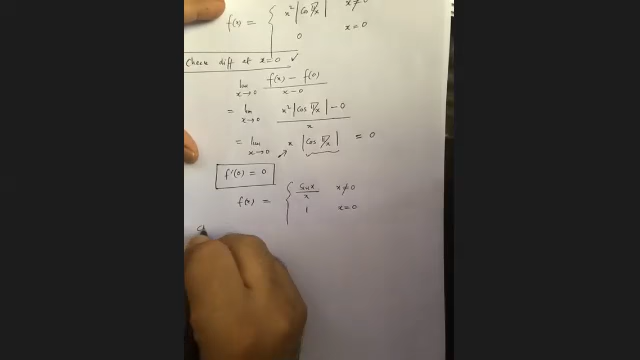 f(x) = { x² |cos π/x| x≠0
0 x=0
Check diff at x=0 ✓
lim x→0 f(x) − f(0) / x−0
= lim x→0 x² |cos π/x| − 0 / x
= lim x→0 x |cos π/x| = 0
f'(0) = 0
f(x) = { sin x / x x≠0
1 x=0